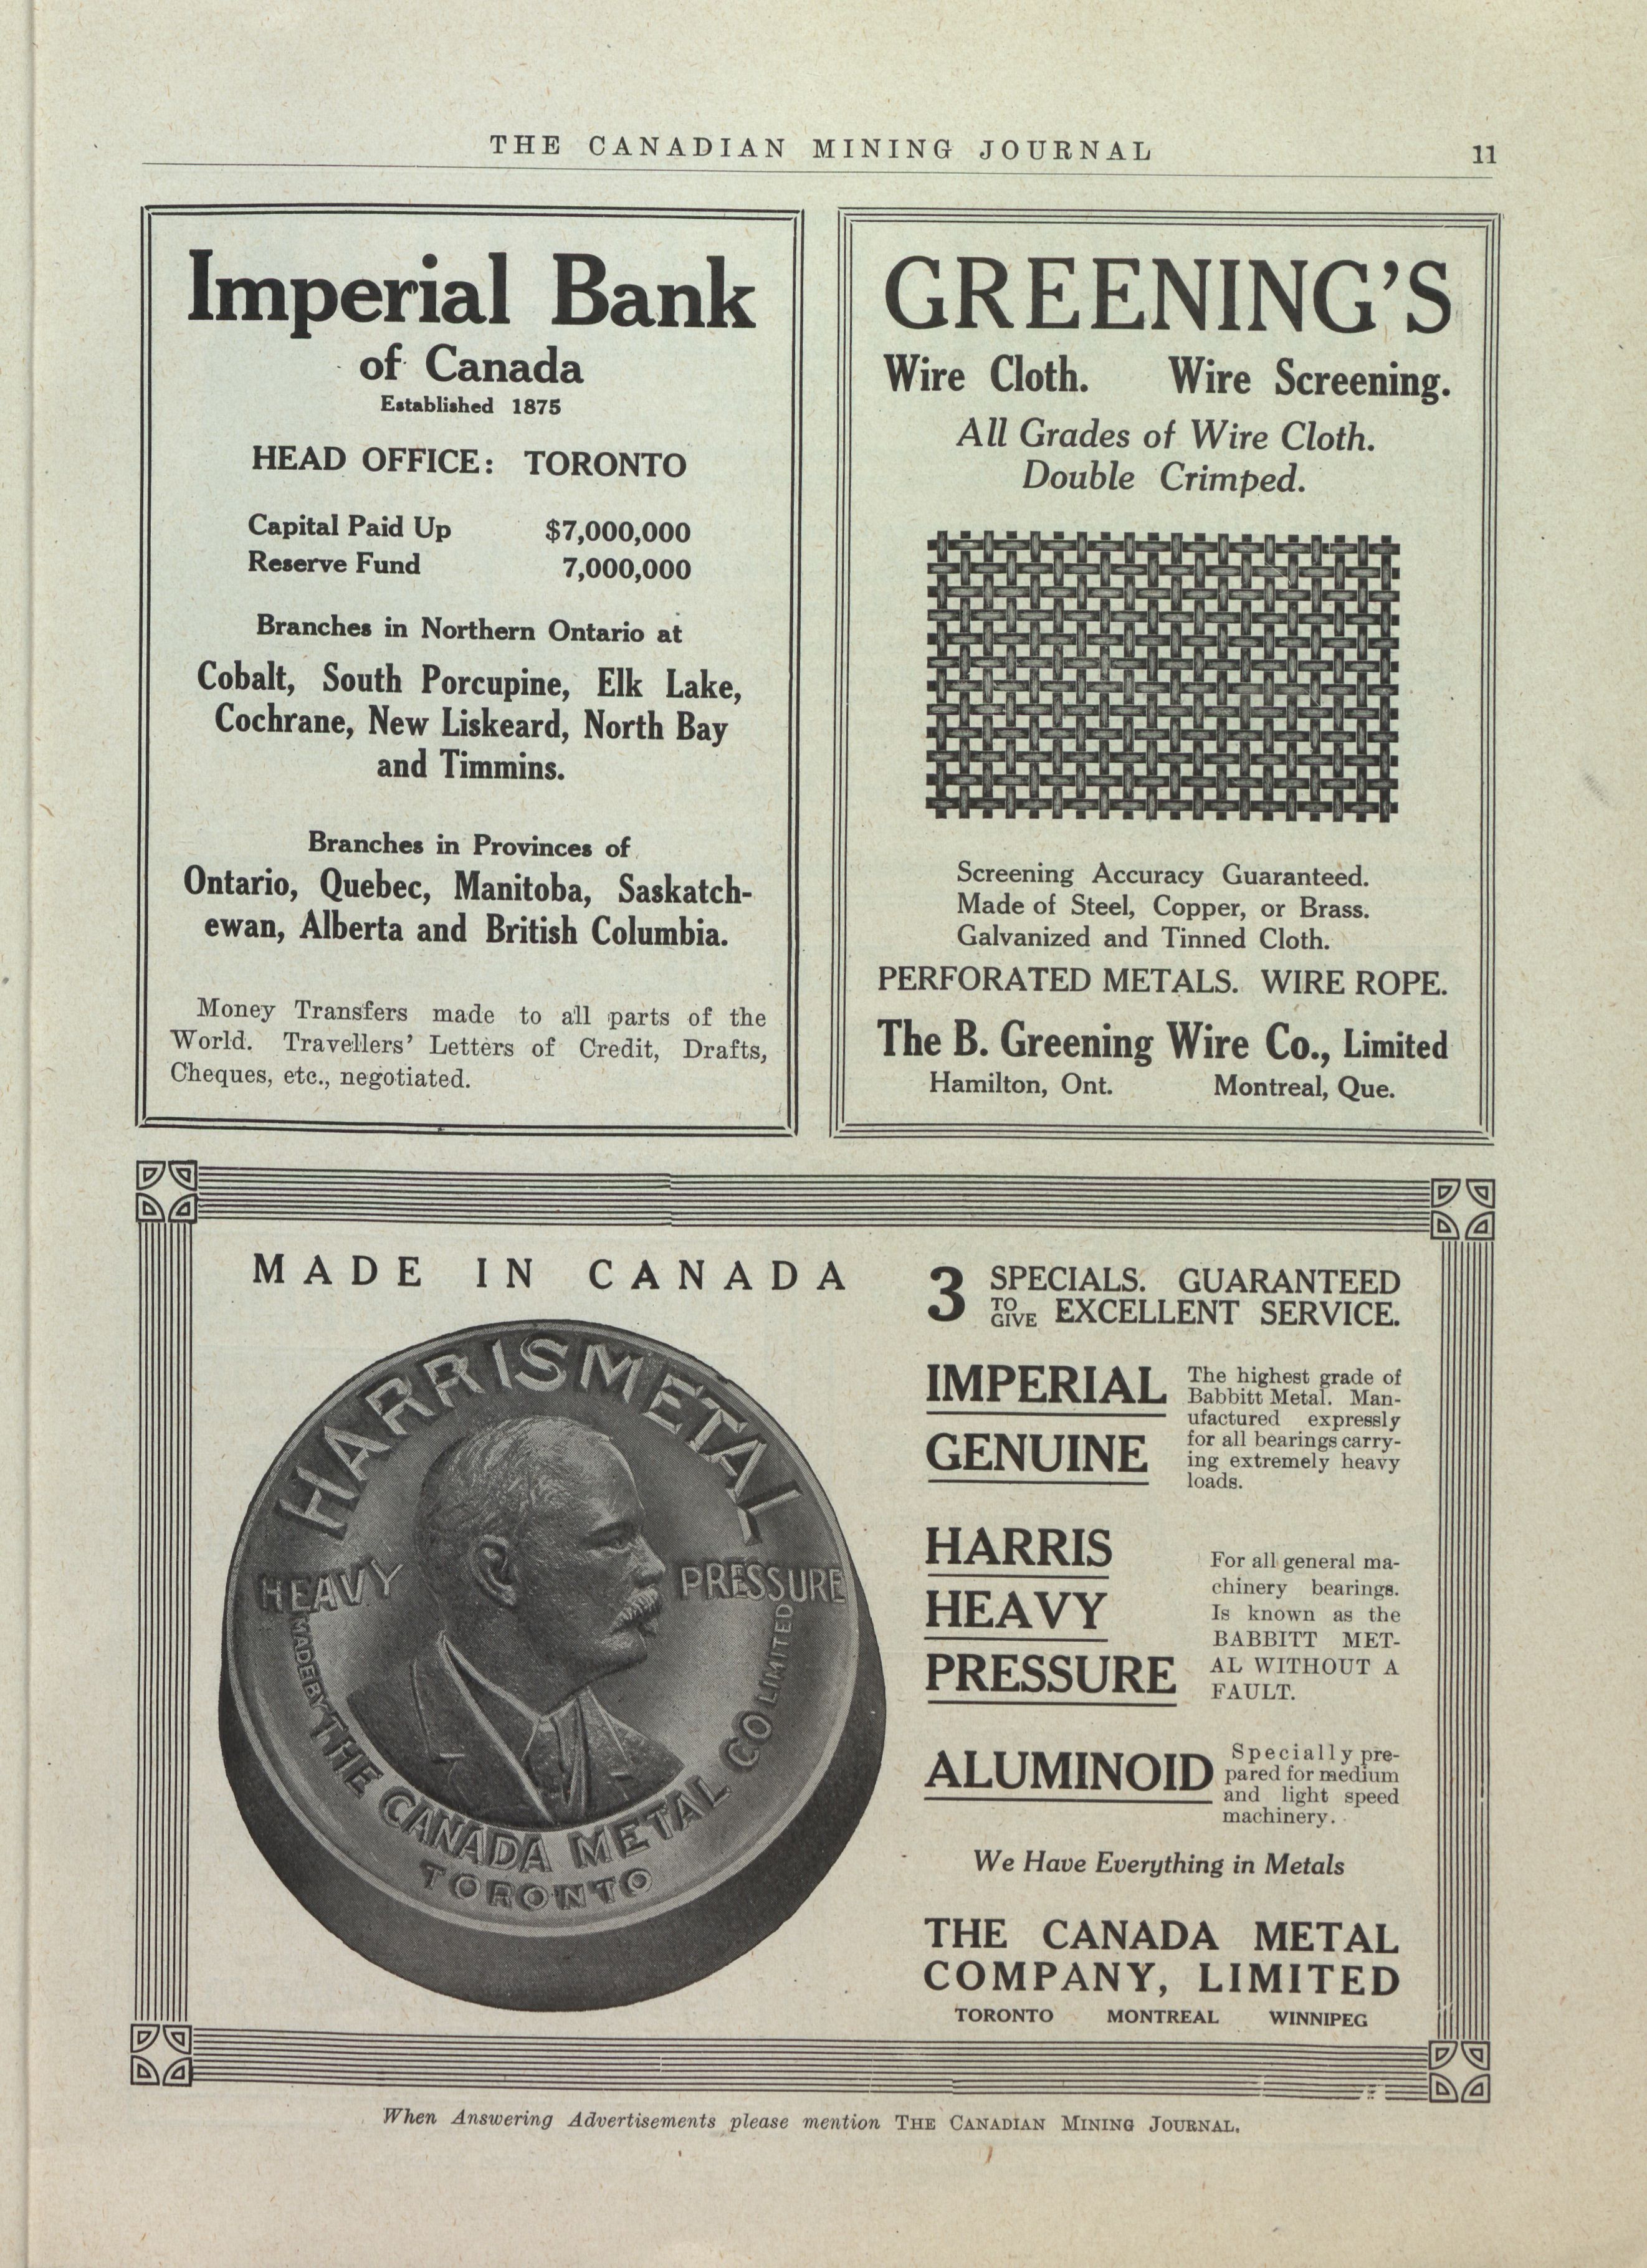 THE CANADIAN MINING JOURNAL 11
Imperial Bank
of Canada
Established 1875
HEAD OFFICE: TORONTO
Capital Paid Up $7,000,000
Reserve Fund 7,000,000
Branches in Northern Ontario at
Cobalt, South Porcupine, Elk Lake,
Cochrane, New Liskeard, North Bay
and Timmins.
Branches in Provinces of
Ontario, Quebec, Manitoba, Saskatch-
ewan, Alberta and British Columbia.
Money Transfers made to all parts of the
World. Travellers' Letters of Credit, Drafts,
Cheques, etc., negotiated.
GREENING'S
Wire Cloth. Wire Screening.
All Grades of Wire Cloth.
Double Crimped.
Screening Accuracy Guaranteed.
Made of Steel, Copper, or Brass.
Galvanized and Tinned Cloth.
PERFORATED METALS. WIRE ROPE.
The B. Greening Wire Co., Limited
Hamilton, Ont. Montreal, Que.
MADE IN CANADA
HARRISMETAL
HEAVY PRESSURE
MADE BY THE CANADA METAL CO LIMITED
TORONTO
3 SPECIALS. GUARANTEED
TO GIVE EXCELLENT SERVICE.
IMPERIAL
GENUINE
The highest grade of
Babbitt Metal. Man-
ufactured expressly
for all bearings carry-
ing extremely heavy
loads.
HARRIS
HEAVY
PRESSURE
For all general ma-
chinery bearings.
Is known as the
BABBITT MET-
AL WITHOUT A
FAULT.
ALUMINOID
Specially pre-
pared for medium
and light speed
machinery.
We Have Everything in Metals
THE CANADA METAL
COMPANY, LIMITED
TORONTO MONTREAL WINNIPEG
When Answering Advertisements please mention THE CANADIAN MINING JOURNAL.